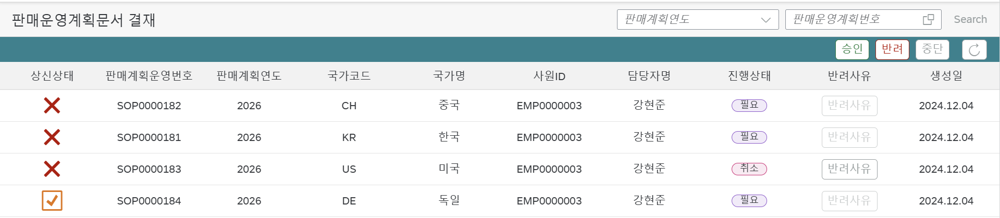 판매운영계획문서 결재 판매계획연도 판매운영계획번호 Search
승인 반려 중단
상신상태 판매계획운영번호 판매계획연도 국가코드 국가명 사원ID 담당자명 진행상태 반려사유 생성일
SOP0000182 2026 CH 중국 EMP0000003 강현준 필요 반려사유 2024.12.04
SOP0000181 2026 KR 한국 EMP0000003 강현준 필요 반려사유 2024.12.04
SOP0000183 2026 US 미국 EMP0000003 강현준 취소 반려사유 2024.12.04
SOP0000184 2026 DE 독일 EMP0000003 강현준 필요 반려사유 2024.12.04